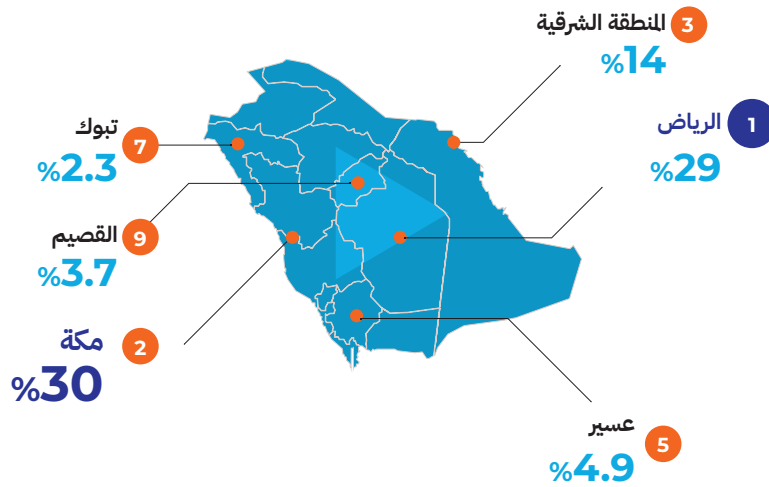 3 المنطقة الشرقية
%14
1 الرياض
%29
7 تبوك
%2.3
9 القصيم
%3.7
2 مكة
%30
5 عسير
%4.9